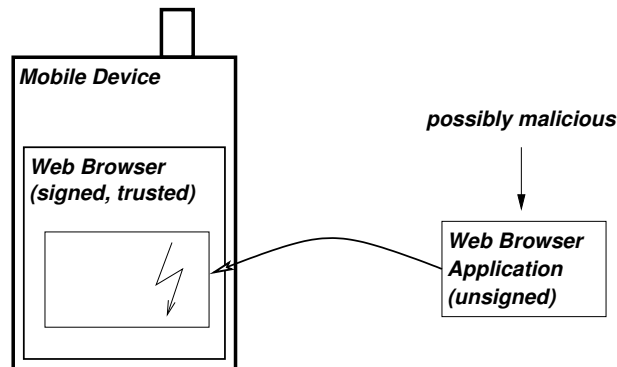 Mobile Device
Web Browser
(signed, trusted)
possibly malicious
Web Browser
Application
(unsigned)